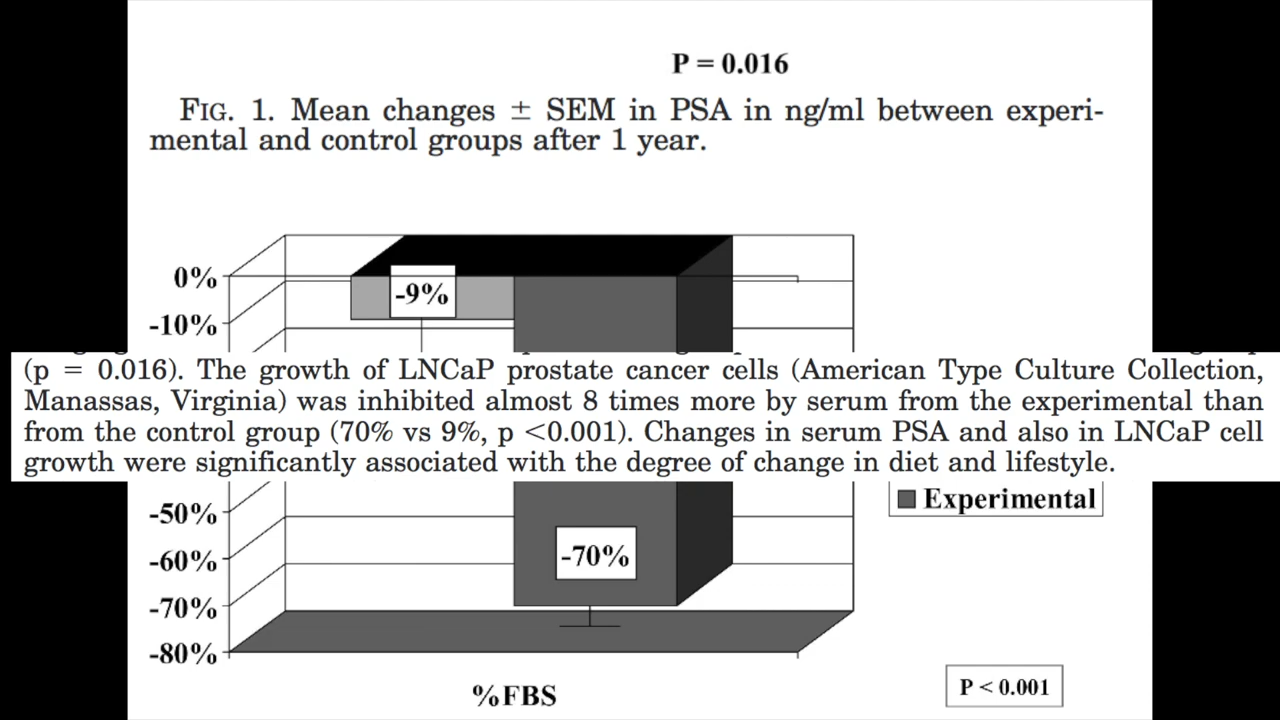 P = 0.016
FIG. 1. Mean changes ± SEM in PSA in ng/ml between experi-
mental and control groups after 1 year.
0%
-9%
-10%
(p = 0.016). The growth of LNCaP prostate cancer cells (American Type Culture Collection,
Manassas, Virginia) was inhibited almost 8 times more by serum from the experimental than
from the control group (70% vs 9%, p <0.001). Changes in serum PSA and also in LNCaP cell
growth were significantly associated with the degree of change in diet and lifestyle.
Experimental
-50%
-60%
-70%
-70%
-80%
%FBS
P < 0.001